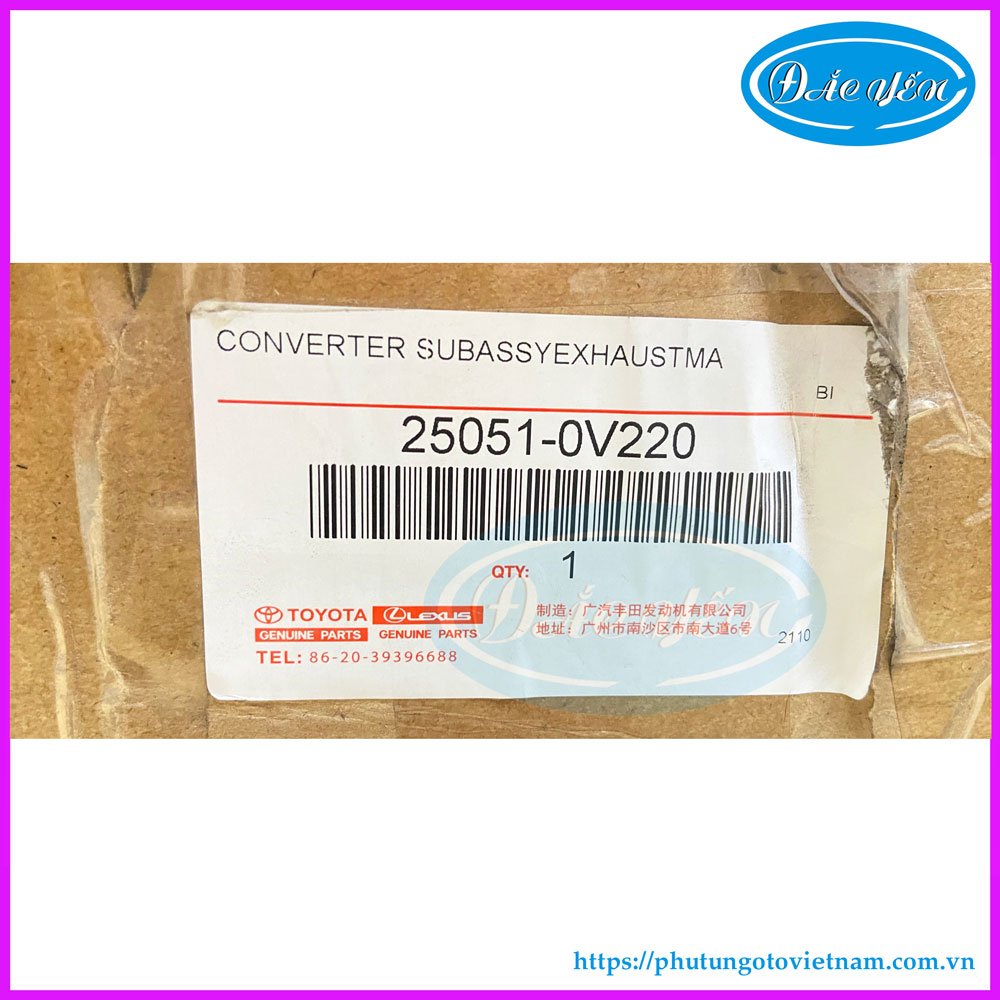 ĐẮC YẾN
CONVERTER SUBASSYEXHAUSTMA
BI
25051-0V220
QTY: 1
TOYOTA LEXUS
GENUINE PARTS GENUINE PARTS
TEL: 86-20-39396688
制造：广汽丰田发动机有限公司
地址：广州市南沙区市南大道6号
2110
ĐẮC YẾN
https://phutungotovietnam.com.vn